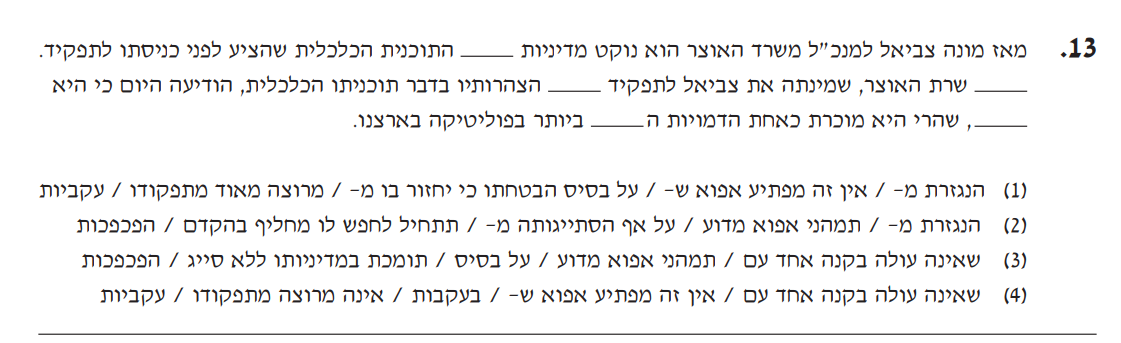 13. מאז מונה צביאל למנכ"ל משרד האוצר הוא נוקט מדיניות _____ התוכנית הכלכלית שהציע לפני כניסתו לתפקיד.
_____ שרת האוצר, שמינתה את צביאל לתפקיד _____ הצהרותיו בדבר תוכניתו הכלכלית, הודיעה היום כי היא
_____, שהרי היא מוכרת כאחת הדמויות ה_____ ביותר בפוליטיקה בארצנו.
(1) הנגזרת מ- / אין זה מפתיע אפוא ש- / על בסיס הבטחתו כי יחזור בו מ- / מרוצה מאוד מתפקודו / עקביות
(2) הנגזרת מ- / תמהני אפוא מדוע / על אף הסתייגותה מ- / תתחיל לחפש לו מחליף בהקדם / הפכפכות
(3) שאינה עולה בקנה אחד עם / תמהני אפוא מדוע / על בסיס / תומכת במדיניותו ללא סייג / הפכפכות
(4) שאינה עולה בקנה אחד עם / אין זה מפתיע אפוא ש- / בעקבות / אינה מרוצה מתפקודו / עקביות